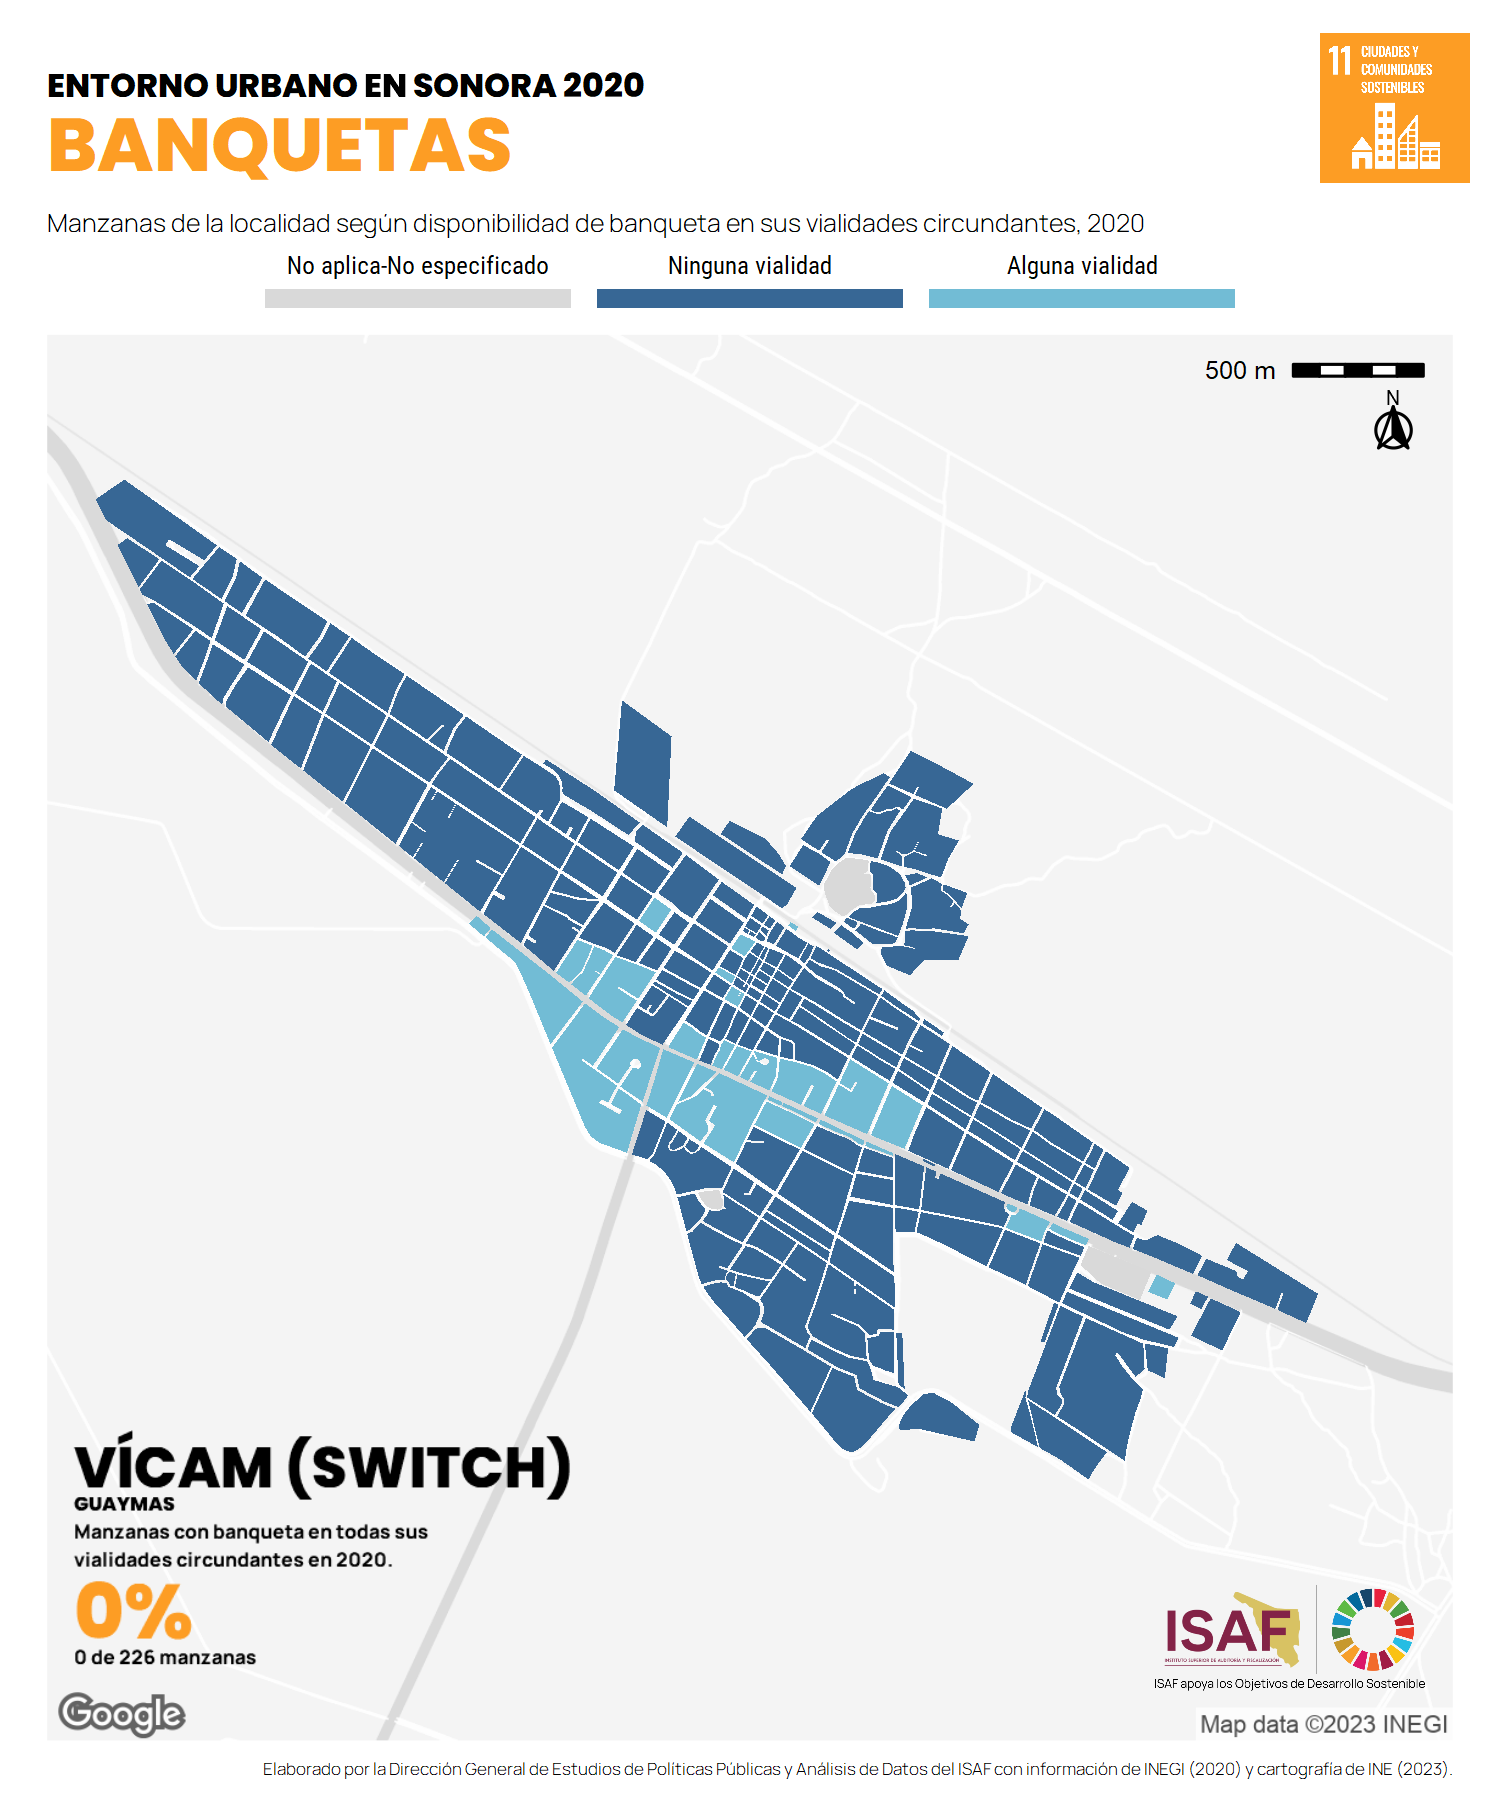 ENTORNO URBANO EN SONORA 2020
BANQUETAS
11 CIUDADES Y
COMUNIDADES
SOSTENIBLES
Manzanas de la localidad según disponibilidad de banqueta en sus vialidades circundantes, 2020
No aplica-No especificado Ninguna vialidad Alguna vialidad
500 m
N
VÍCAM (SWITCH)
GUAYMAS
Manzanas con banqueta en todas sus
vialidades circundantes en 2020.
0%
0 de 226 manzanas
ISAF
INSTITUTO SUPERIOR DE AUDITORÍA Y FISCALIZACIÓN
ISAF apoya los Objetivos de Desarrollo Sostenible
Google
Map data ©2023 INEGI
Elaborado por la Dirección General de Estudios de Políticas Públicas y Análisis de Datos del ISAF con información de INEGI (2020) y cartografía de INE (2023).